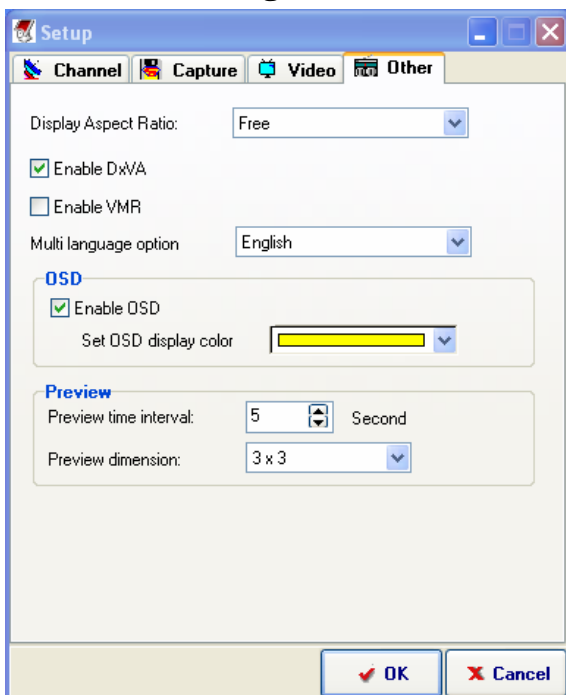 Setup
Channel Capture Video Other
Display Aspect Ratio: Free
Enable DxVA
Enable VMR
Multi language option English
OSD
Enable OSD
Set OSD display color
Preview
Preview time interval: 5 Second
Preview dimension: 3 x 3
OK Cancel